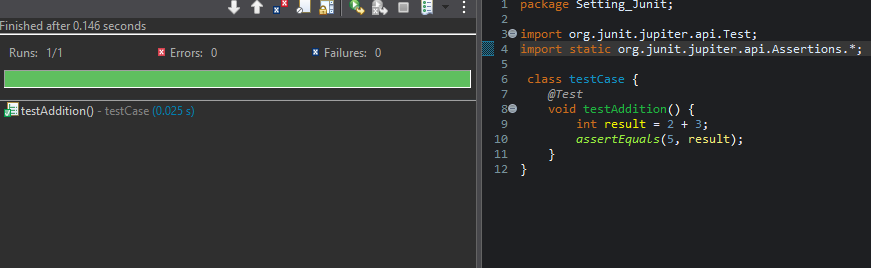 Finished after 0.146 seconds
Runs: 1/1 Errors: 0 Failures: 0
testAddition() - testCase (0.025 s)
1 package Setting_Junit;
2
3 import org.junit.jupiter.api.Test;
4 import static org.junit.jupiter.api.Assertions.*;
5
6 class testCase {
7 @Test
8 void testAddition() {
9 int result = 2 + 3;
10 assertEquals(5, result);
11 }
12 }